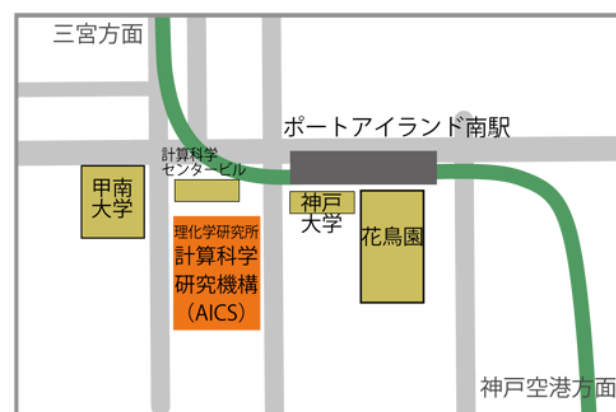 三宮方面
ポートアイランド南駅
計算科学
センタービル
甲南
大学
神戸
大学
花鳥園
理化学研究所
計算科学
研究機構
（AICS）
神戸空港方面